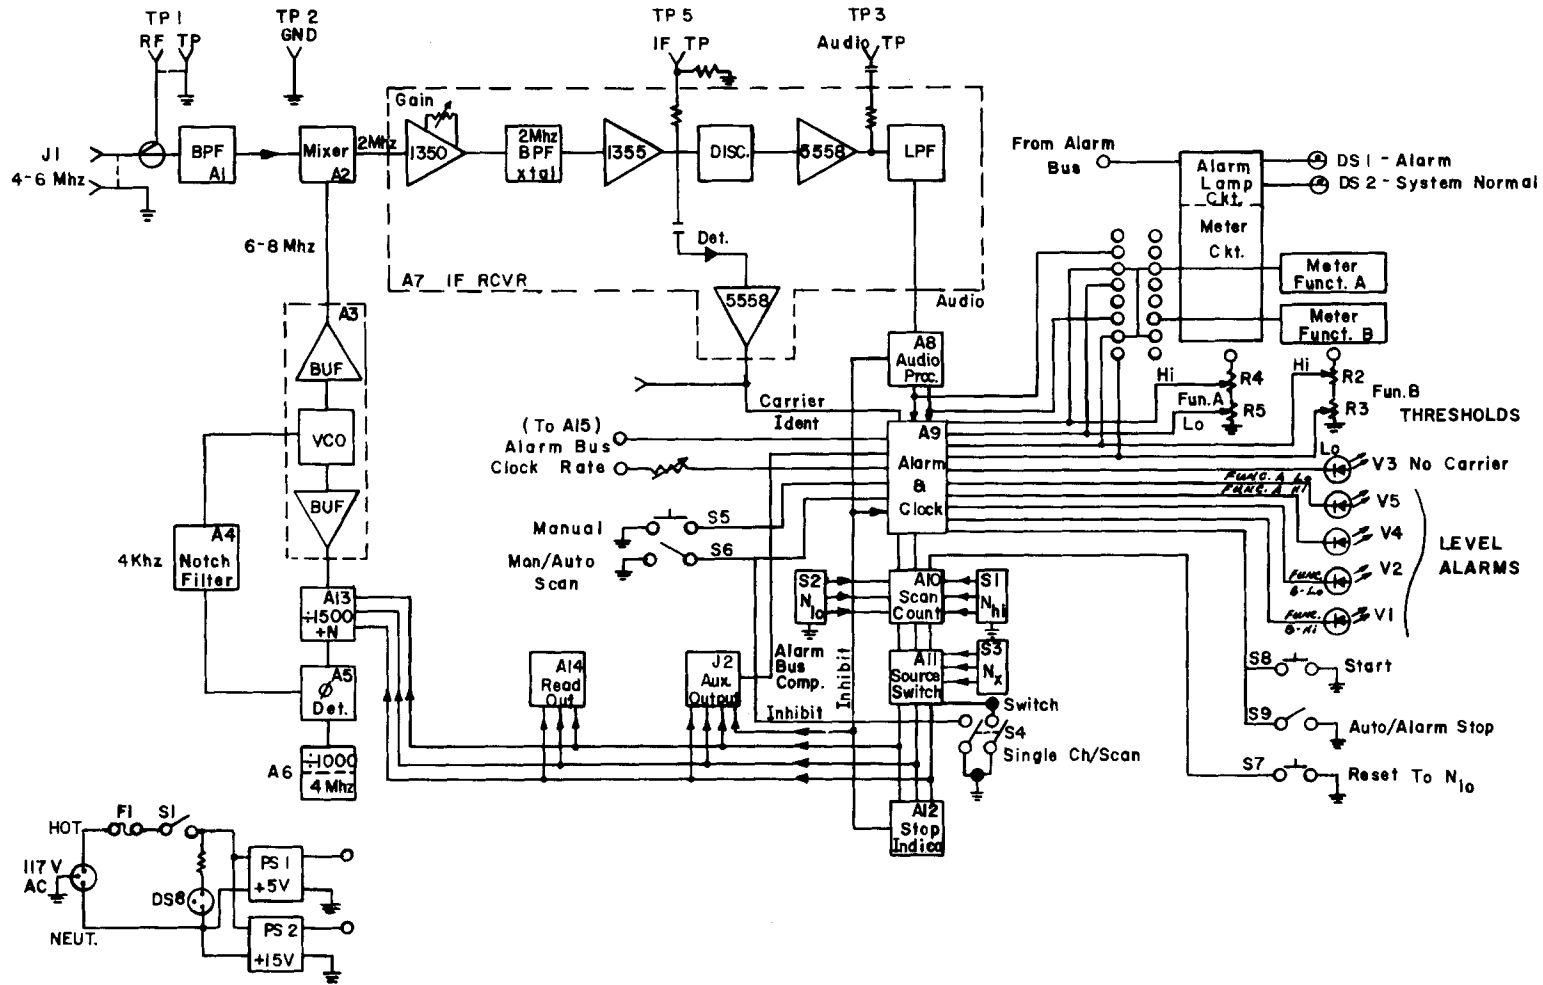 TP 1
RF TP
TP 2
GND
TP 5
IF TP
TP 3
Audio TP
J1
4-6 Mhz
BPF
A1
Mixer
A2
2Mhz
Gain
1350
2Mhz
BPF
xtal
1355
DISC.
5558
LPF
From Alarm
Bus
Alarm
Lamp
Ckt.
DS1 - Alarm
DS2 - System Normal
Meter
Ckt.
Meter
Funct. A
Meter
Funct. B
6-8 Mhz
Det.
A7 IF RCVR
5558
Audio
A3
BUF
VCO
BUF
A8
Audio
Proc.
Hi
R4
Fun. A
R5
Lo
Hi
R2
R3
Fun. B
THRESHOLDS
Lo
Carrier
Ident
(To A15)
Alarm Bus
Clock Rate
A9
Alarm
&
Clock
V3 No Carrier
FUNC. A Lo
FUNC. A Hi
V5
V4
FUNC.
B-Lo
V2
FUNC.
B-Hi
V1
LEVEL
ALARMS
Manual
S5
Man/Auto
Scan
S6
4Khz
A4
Notch
Filter
A13
÷1500
+N
A5
Ø
Det.
A6
÷1000
4 Mhz
S2
N lo
A10
Scan
Count
S1
N hi
A11
Source
Switch
S3
N x
A14
Read
Out
J2
Aux.
Output
Alarm
Bus
Comp.
Inhibit
Inhibit
Switch
S4
Single Ch/Scan
S8
Start
S9
Auto/Alarm Stop
S7
Reset To N lo
A12
Stop
Indica
HOT
F1
S1
117 V
AC
DS8
PS 1
+5V
NEUT.
PS 2
+15V